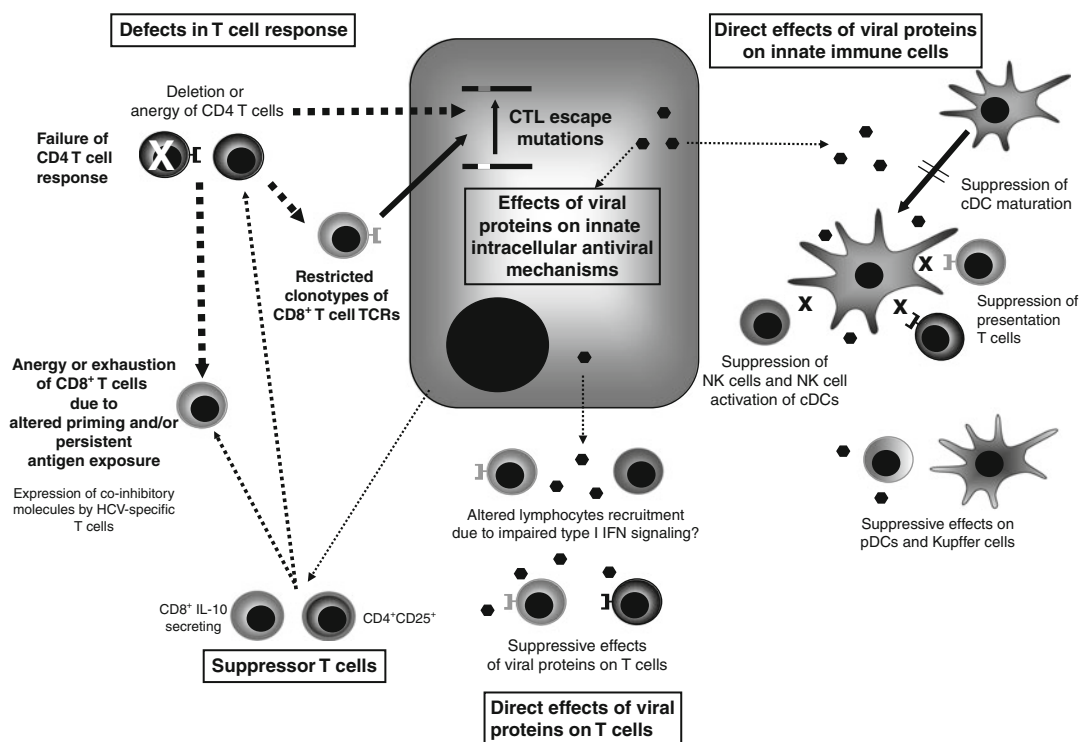 Defects in T cell response
Deletion or
anergy of CD4 T cells
Failure of
CD4 T cell
response
X
Restricted
clonotypes of
CD8⁺ T cell TCRs
Anergy or exhaustion
of CD8⁺ T cells
due to
altered priming and/or
persistent
antigen exposure
Expression of co-inhibitory
molecules by HCV-specific
T cells
CD8⁺ IL-10
secreting
CD4⁺CD25⁺
Suppressor T cells
CTL escape
mutations
Effects of viral
proteins on innate
intracellular antiviral
mechanisms
Altered lymphocytes recruitment
due to impaired type I IFN signaling?
Suppressive effects
of viral proteins on T cells
Direct effects of viral
proteins on T cells
Direct effects of viral proteins
on innate immune cells
Suppression of
cDC maturation
X
X
X
Suppression of
presentation
T cells
Suppression of
NK cells and NK cell
activation of cDCs
Suppressive effects on
pDCs and Kupffer cells